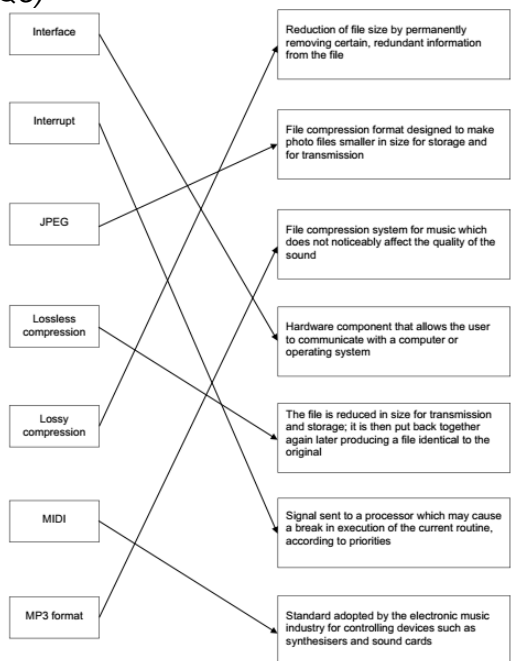 Interface
Reduction of file size by permanently
removing certain, redundant information
from the file
Interrupt
File compression format designed to make
photo files smaller in size for storage and
for transmission
JPEG
File compression system for music which
does not noticeably affect the quality of the
sound
Lossless
compression
Hardware component that allows the user
to communicate with a computer or
operating system
Lossy
compression
The file is reduced in size for transmission
and storage; it is then put back together
again later producing a file identical to the
original
MIDI
Signal sent to a processor which may cause
a break in execution of the current routine,
according to priorities
MP3 format
Standard adopted by the electronic music
industry for controlling devices such as
synthesisers and sound cards